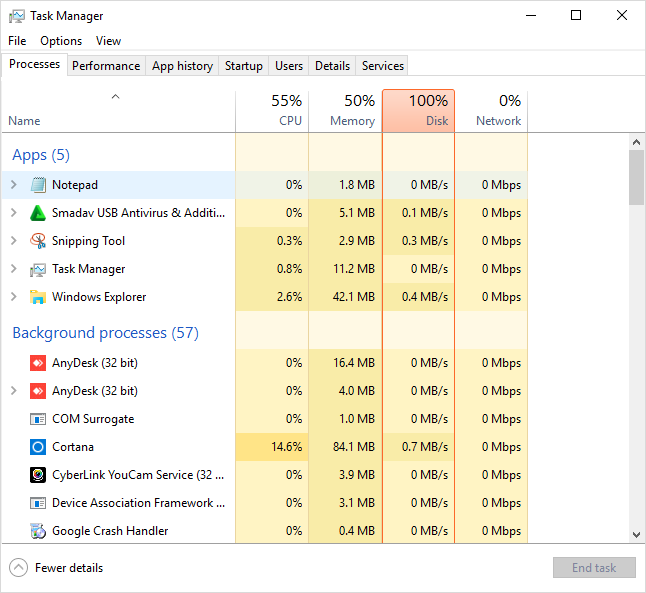 Task Manager
File Options View
Processes Performance App history Startup Users Details Services
55% 50% 100% 0%
Name CPU Memory Disk Network
Apps (5)
Notepad 0% 1.8 MB 0 MB/s 0 Mbps
Smadav USB Antivirus & Additi... 0% 5.1 MB 0.1 MB/s 0 Mbps
Snipping Tool 0.3% 2.9 MB 0.3 MB/s 0 Mbps
Task Manager 0.8% 11.2 MB 0 MB/s 0 Mbps
Windows Explorer 2.6% 42.1 MB 0.4 MB/s 0 Mbps
Background processes (57)
AnyDesk (32 bit) 0% 16.4 MB 0 MB/s 0 Mbps
AnyDesk (32 bit) 0% 4.0 MB 0 MB/s 0 Mbps
COM Surrogate 0% 1.0 MB 0 MB/s 0 Mbps
Cortana 14.6% 84.1 MB 0.7 MB/s 0 Mbps
CyberLink YouCam Service (32 ... 0% 3.9 MB 0 MB/s 0 Mbps
Device Association Framework ... 0% 3.1 MB 0 MB/s 0 Mbps
Google Crash Handler 0% 0.4 MB 0 MB/s 0 Mbps
Fewer details End task